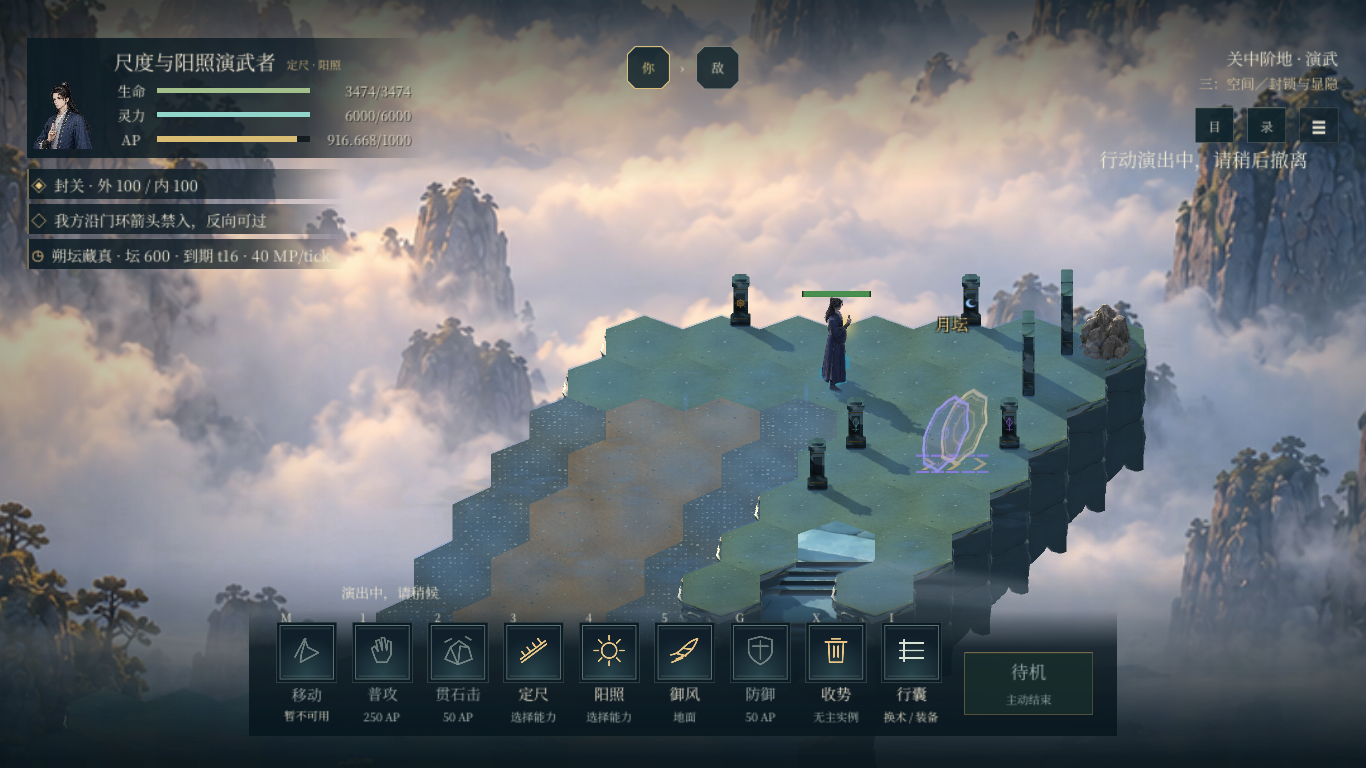 尺度与阳照演武者 定尺·阳照
生命 3474/3474
灵力 6000/6000
AP 916.668/1000
封关·外 100 / 内 100
我方沿门环箭头禁入，反向可过
朔坛藏真·坛 600·到期 t16·40 MP/tick
你 › 敌
关中阶地·演武
三：空间／封锁与显隐
目 录
行动演出中，请稍后撤离
月坛
演出中，请稍候
M 1 2 3 4 5 G X I
移动 普攻 贯石击 定尺 阳照 御风 防御 收势 行囊
暂不可用 250 AP 50 AP 选择能力 选择能力 地面 50 AP 无主实例 换术 / 装备
待机
主动结束